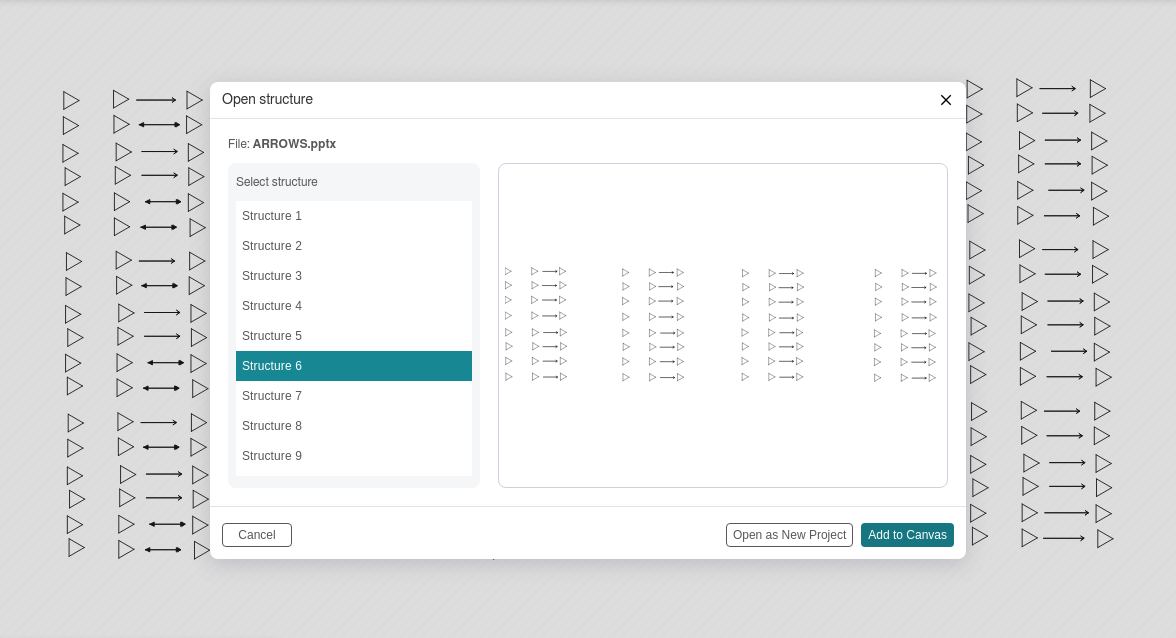 Open structure
File: ARROWS.pptx
Select structure
Structure 1
Structure 2
Structure 3
Structure 4
Structure 5
Structure 6
Structure 7
Structure 8
Structure 9
Cancel
Open as New Project
Add to Canvas